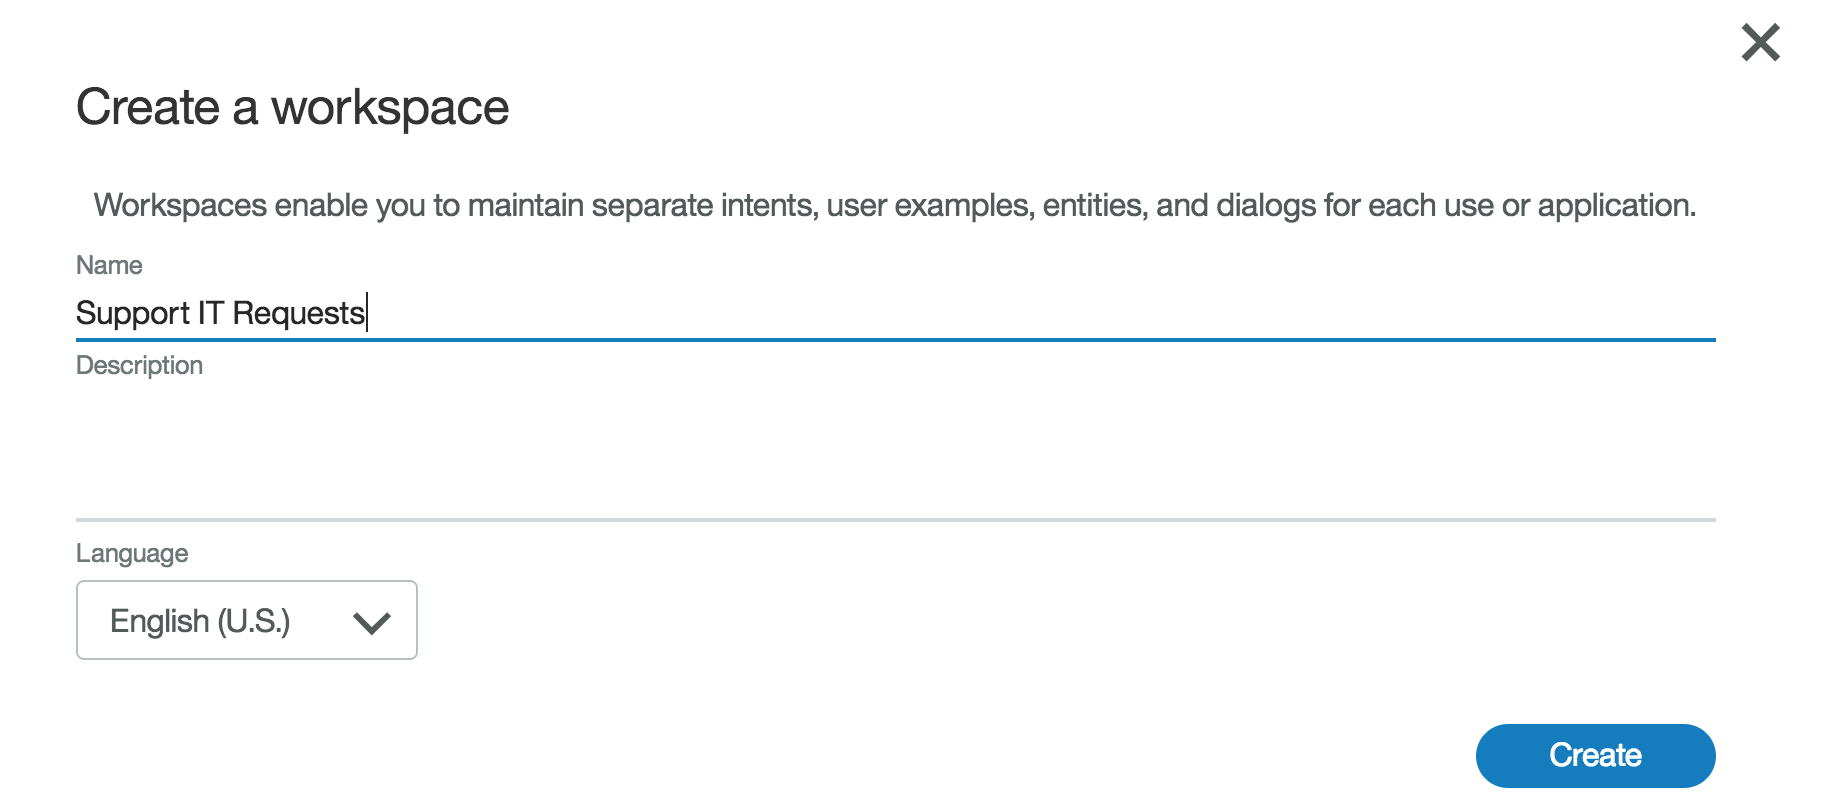 Create a workspace
Workspaces enable you to maintain separate intents, user examples, entities, and dialogs for each use or application.
Name
Support IT Requests
Description
Language
English (U.S.)
Create